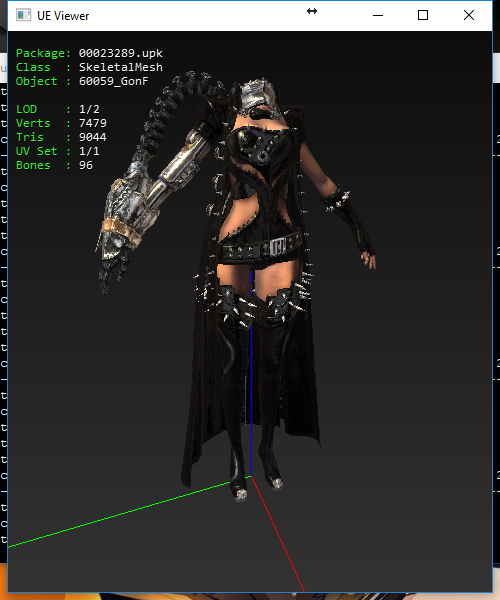 UE Viewer
Package: 00023289.upk
Class : SkeletalMesh
Object : 60059_GonF
LOD : 1/2
Verts : 7479
Tris : 9044
UV Set : 1/1
Bones : 96